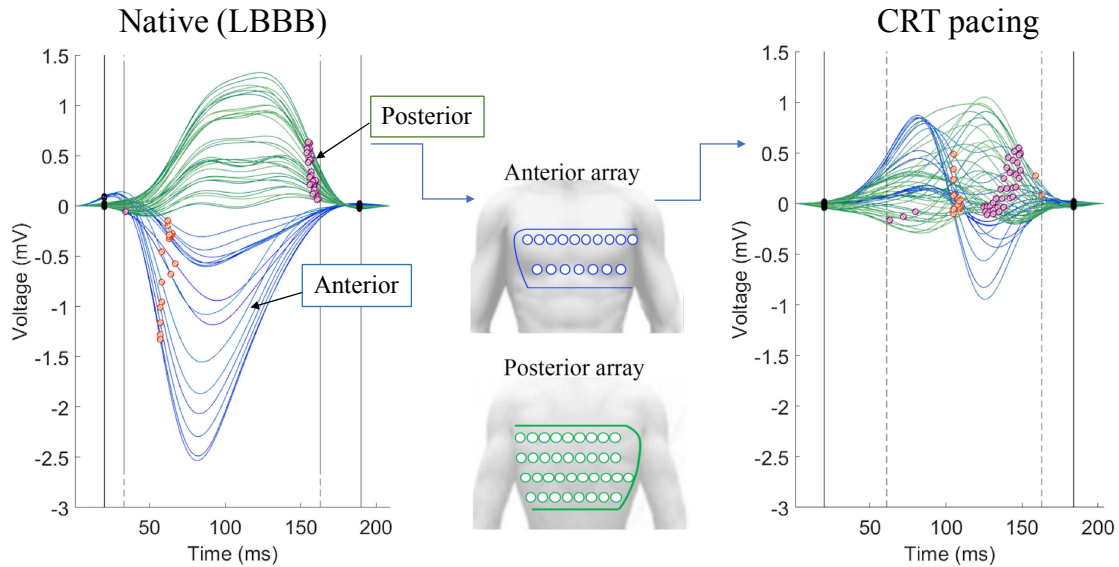 Native (LBBB)
CRT pacing
1.5
1
0.5
0
-0.5
-1
-1.5
-2
-2.5
-3
Voltage (mV)
50
100
150
200
Time (ms)
Posterior
Anterior
Anterior array
Posterior array
1.5
1
0.5
0
-0.5
-1
-1.5
-2
-2.5
-3
Voltage (mV)
50
100
150
200
Time (ms)